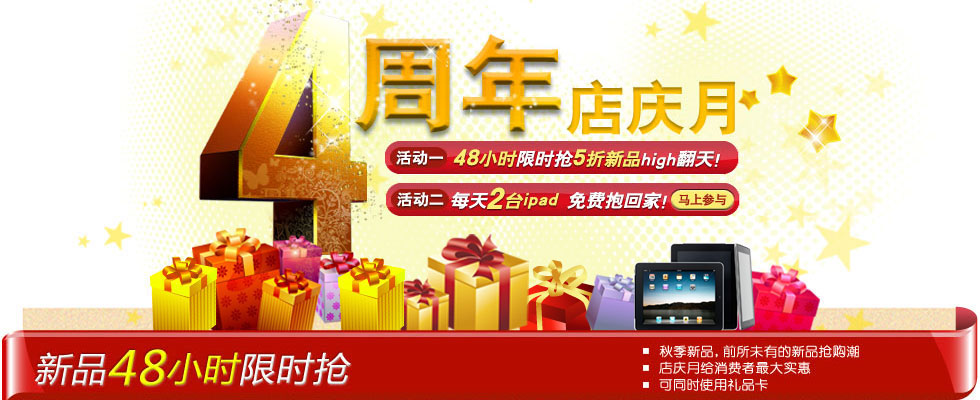 4周年
店庆月
活动一 48小时限时抢5折新品high翻天!
活动二 每天2台ipad 免费抱回家! 马上参与
新品48小时限时抢
秋季新品, 前所未有的新品抢购潮
店庆月给消费者最大实惠
可同时使用礼品卡